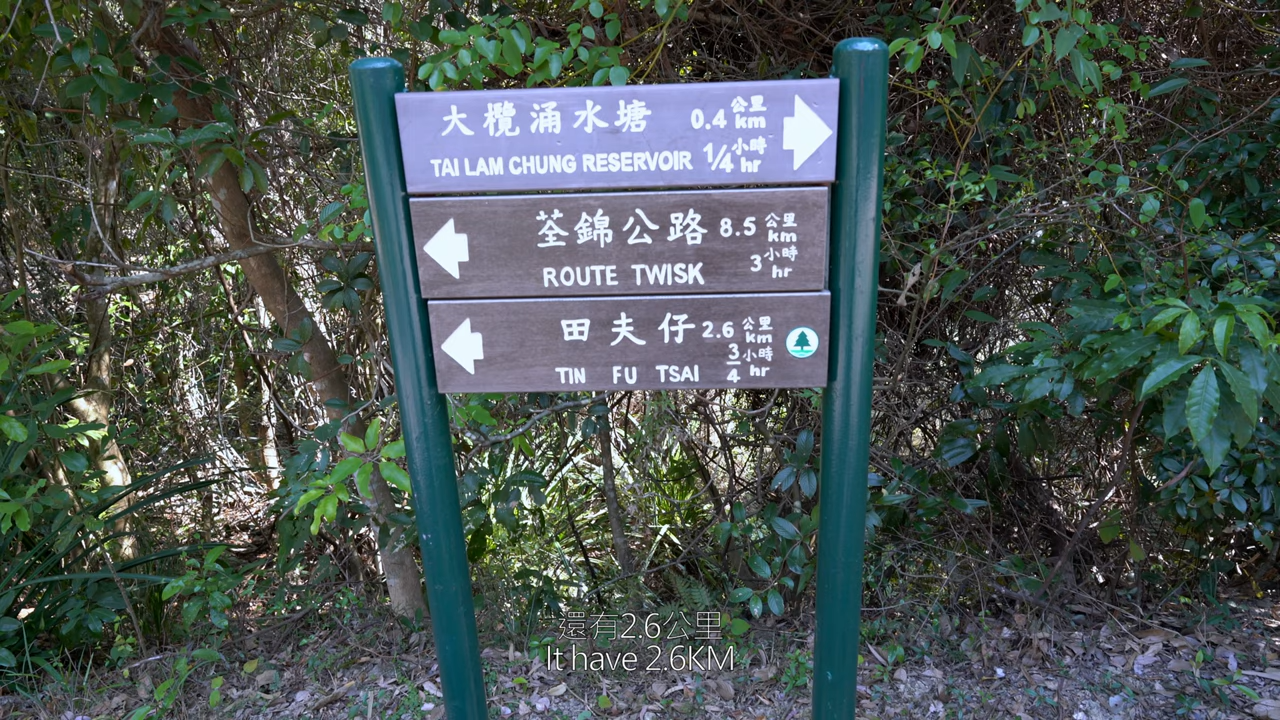 大欖涌水塘 0.4 公里 km
TAI LAM CHUNG RESERVOIR 1/4 小時 hr
荃錦公路 8.5 公里 km
ROUTE TWISK 3 小時 hr
田夫仔 2.6 公里 km
TIN FU TSAI 3/4 小時 hr
還有2.6公里
It have 2.6KM